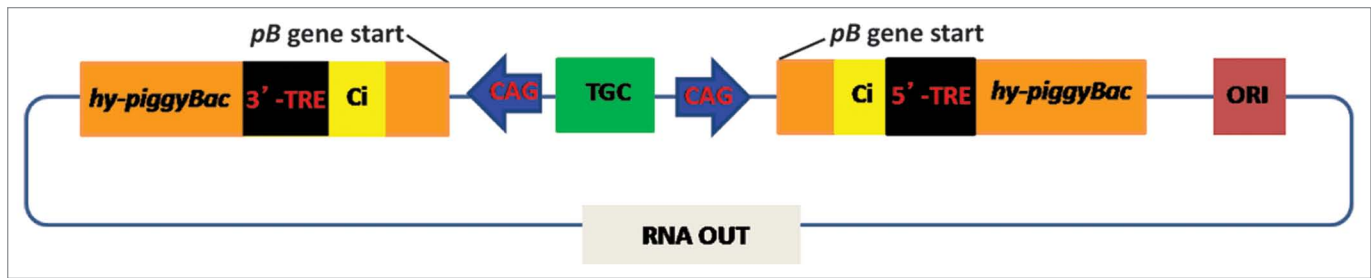 pB gene start
pB gene start
hy-piggyBac 3’ -TRE Ci CAG TGC CAG Ci 5’ -TRE hy-piggyBac ORI
RNA OUT